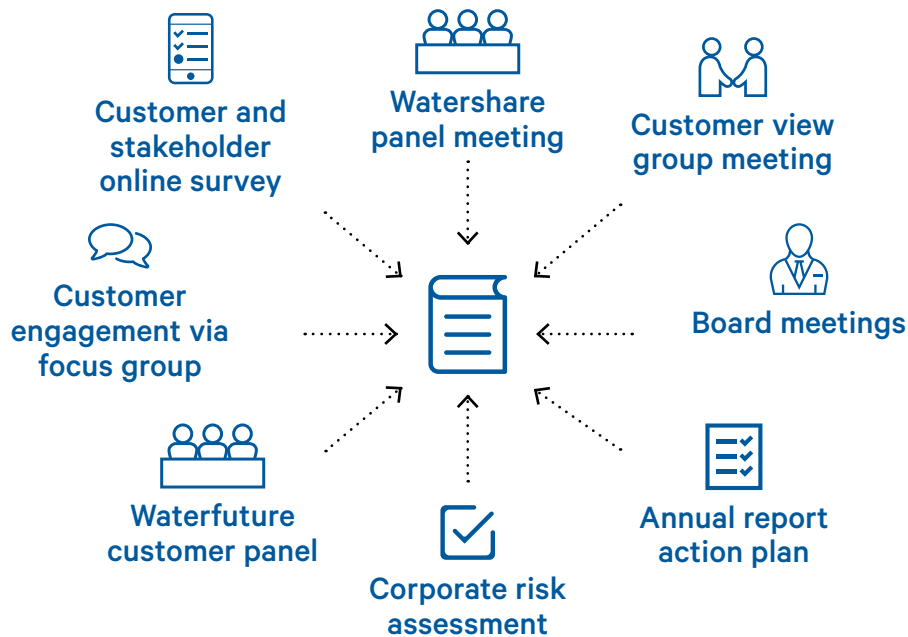 Customer and
stakeholder
online survey
Watershare
panel meeting
Customer view
group meeting
Customer
engagement via
focus group
Board meetings
Waterfuture
customer panel
Corporate risk
assessment
Annual report
action plan